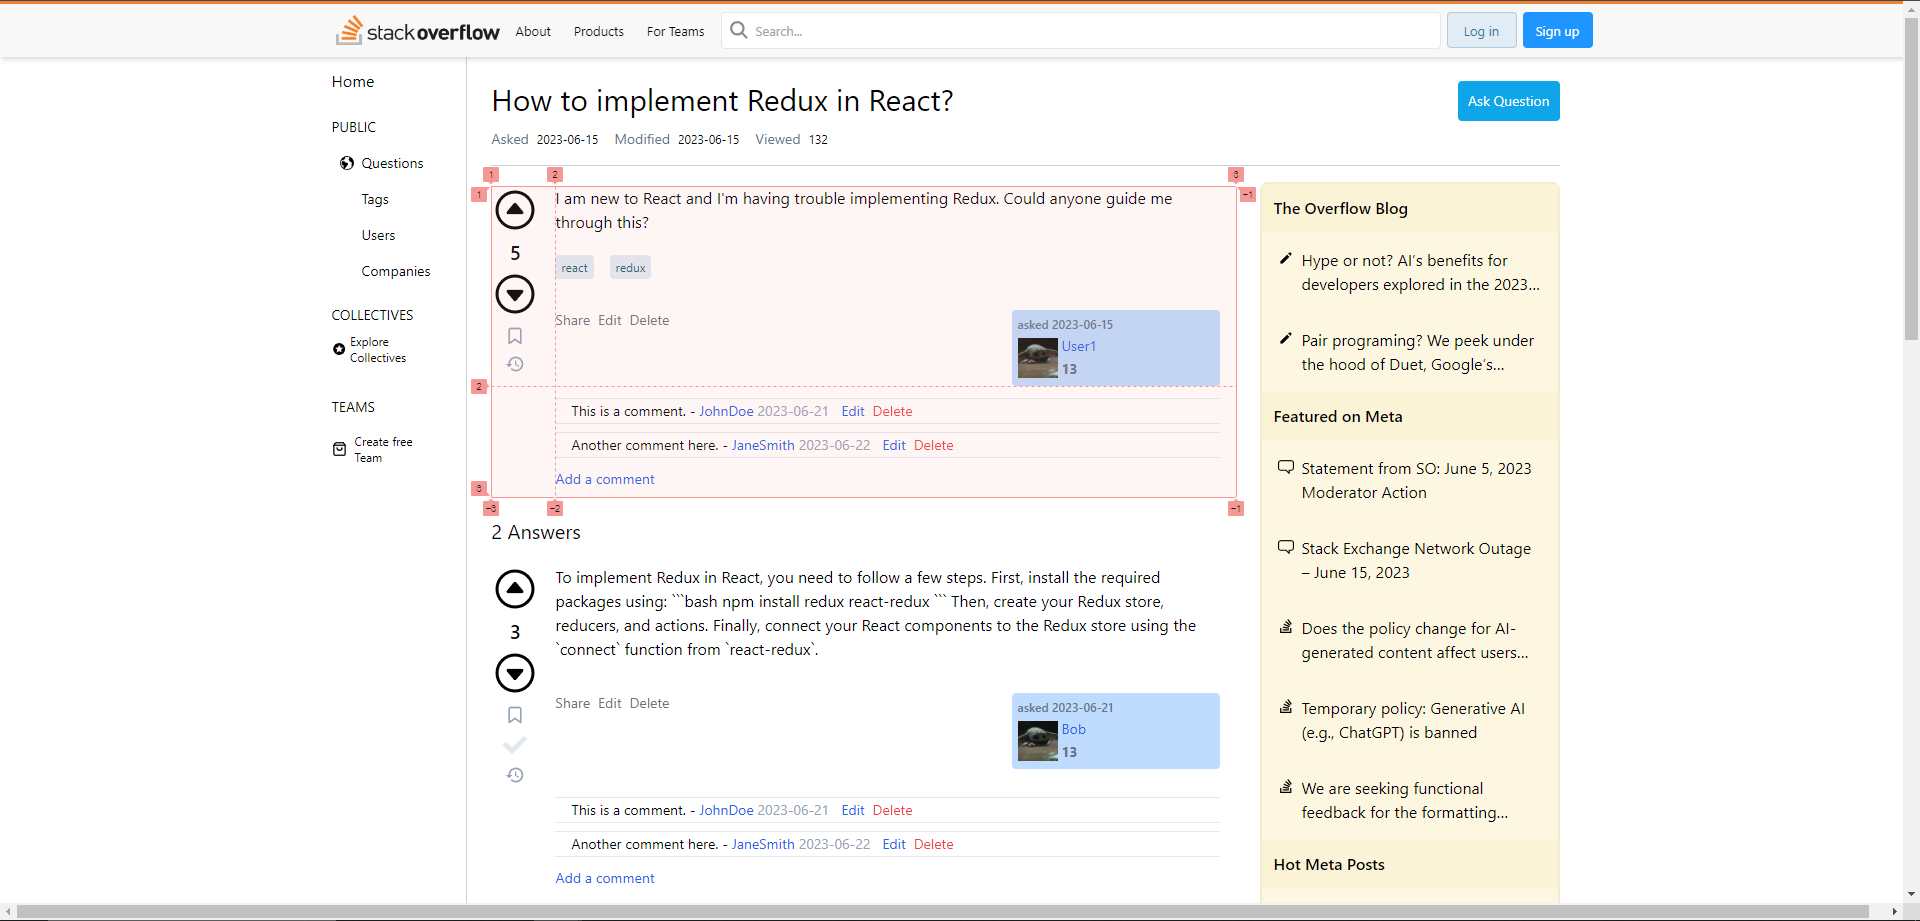 stackoverflow About Products For Teams Search... Log in Sign up
Home
PUBLIC
Questions
Tags
Users
Companies
COLLECTIVES
Explore
Collectives
TEAMS
Create free
Team
How to implement Redux in React?
Ask Question
Asked 2023-06-15 Modified 2023-06-15 Viewed 132
1 2 3
1 -1
I am new to React and I'm having trouble implementing Redux. Could anyone guide me
through this?
5
react redux
Share Edit Delete
asked 2023-06-15
User1
13
2
This is a comment. - JohnDoe 2023-06-21 Edit Delete
Another comment here. - JaneSmith 2023-06-22 Edit Delete
Add a comment
3
-3 -2 -1
2 Answers
To implement Redux in React, you need to follow a few steps. First, install the required
packages using: ```bash npm install redux react-redux ``` Then, create your Redux store,
reducers, and actions. Finally, connect your React components to the Redux store using the
`connect` function from `react-redux`.
3
Share Edit Delete
asked 2023-06-21
Bob
13
This is a comment. - JohnDoe 2023-06-21 Edit Delete
Another comment here. - JaneSmith 2023-06-22 Edit Delete
Add a comment
The Overflow Blog
Hype or not? AI’s benefits for
developers explored in the 2023...
Pair programing? We peek under
the hood of Duet, Google’s...
Featured on Meta
Statement from SO: June 5, 2023
Moderator Action
Stack Exchange Network Outage
– June 15, 2023
Does the policy change for AI-
generated content affect users...
Temporary policy: Generative AI
(e.g., ChatGPT) is banned
We are seeking functional
feedback for the formatting...
Hot Meta Posts